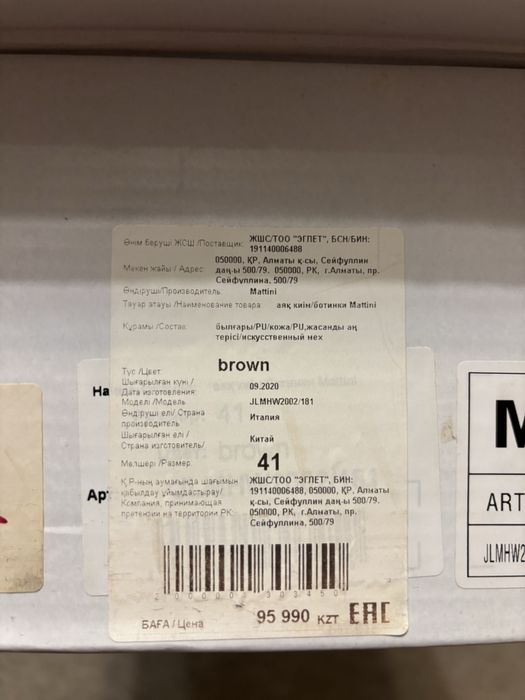 Өнім беруші ЖСШ /Поставщик: ЖШС/ТОО "ЭГЛЕТ", БСН/БИН:
191140006488
Мекен жайы / Адрес: 050000, ҚР, Алматы қ-сы, Сейфуллин
даң-ы 500/79. 050000, РК, г.Алматы, пр.
Сейфуллина, 500/79
Өндіруші/Производитель Mattini
Тауар атауы /Наименование товара аяқ киім/ботинки Mattini
Құрамы /Состав былғары/PU/кожа/PU,жасанды аң
терісі/искусственный мех
Түс /Цвет brown
Шығарылған күні /
Дата изготовления 09.2020
Моделі /Модель JLMHW2002/181
Өндіруші елі/ Страна
производитель Италия
Шығарылған елі /
Страна изготовитель/ Китай
Мөлшері /Размер 41
Қ.Р-ның аумағында шағымын
қабылдау ұйымдастыру/
Компания, принимающая
претензии на территории РК:
ЖШС/ТОО "ЭГЛЕТ", БИН:
191140006488, 050000, ҚР, Алматы
қ-сы, Сейфуллин даң-ы 500/79.
050000, РК, г.Алматы, пр.
Сейфуллина, 500/79
БАҒА / Цена 95 990 KZT EAC
На
Ар
M
ART
JLMHW2